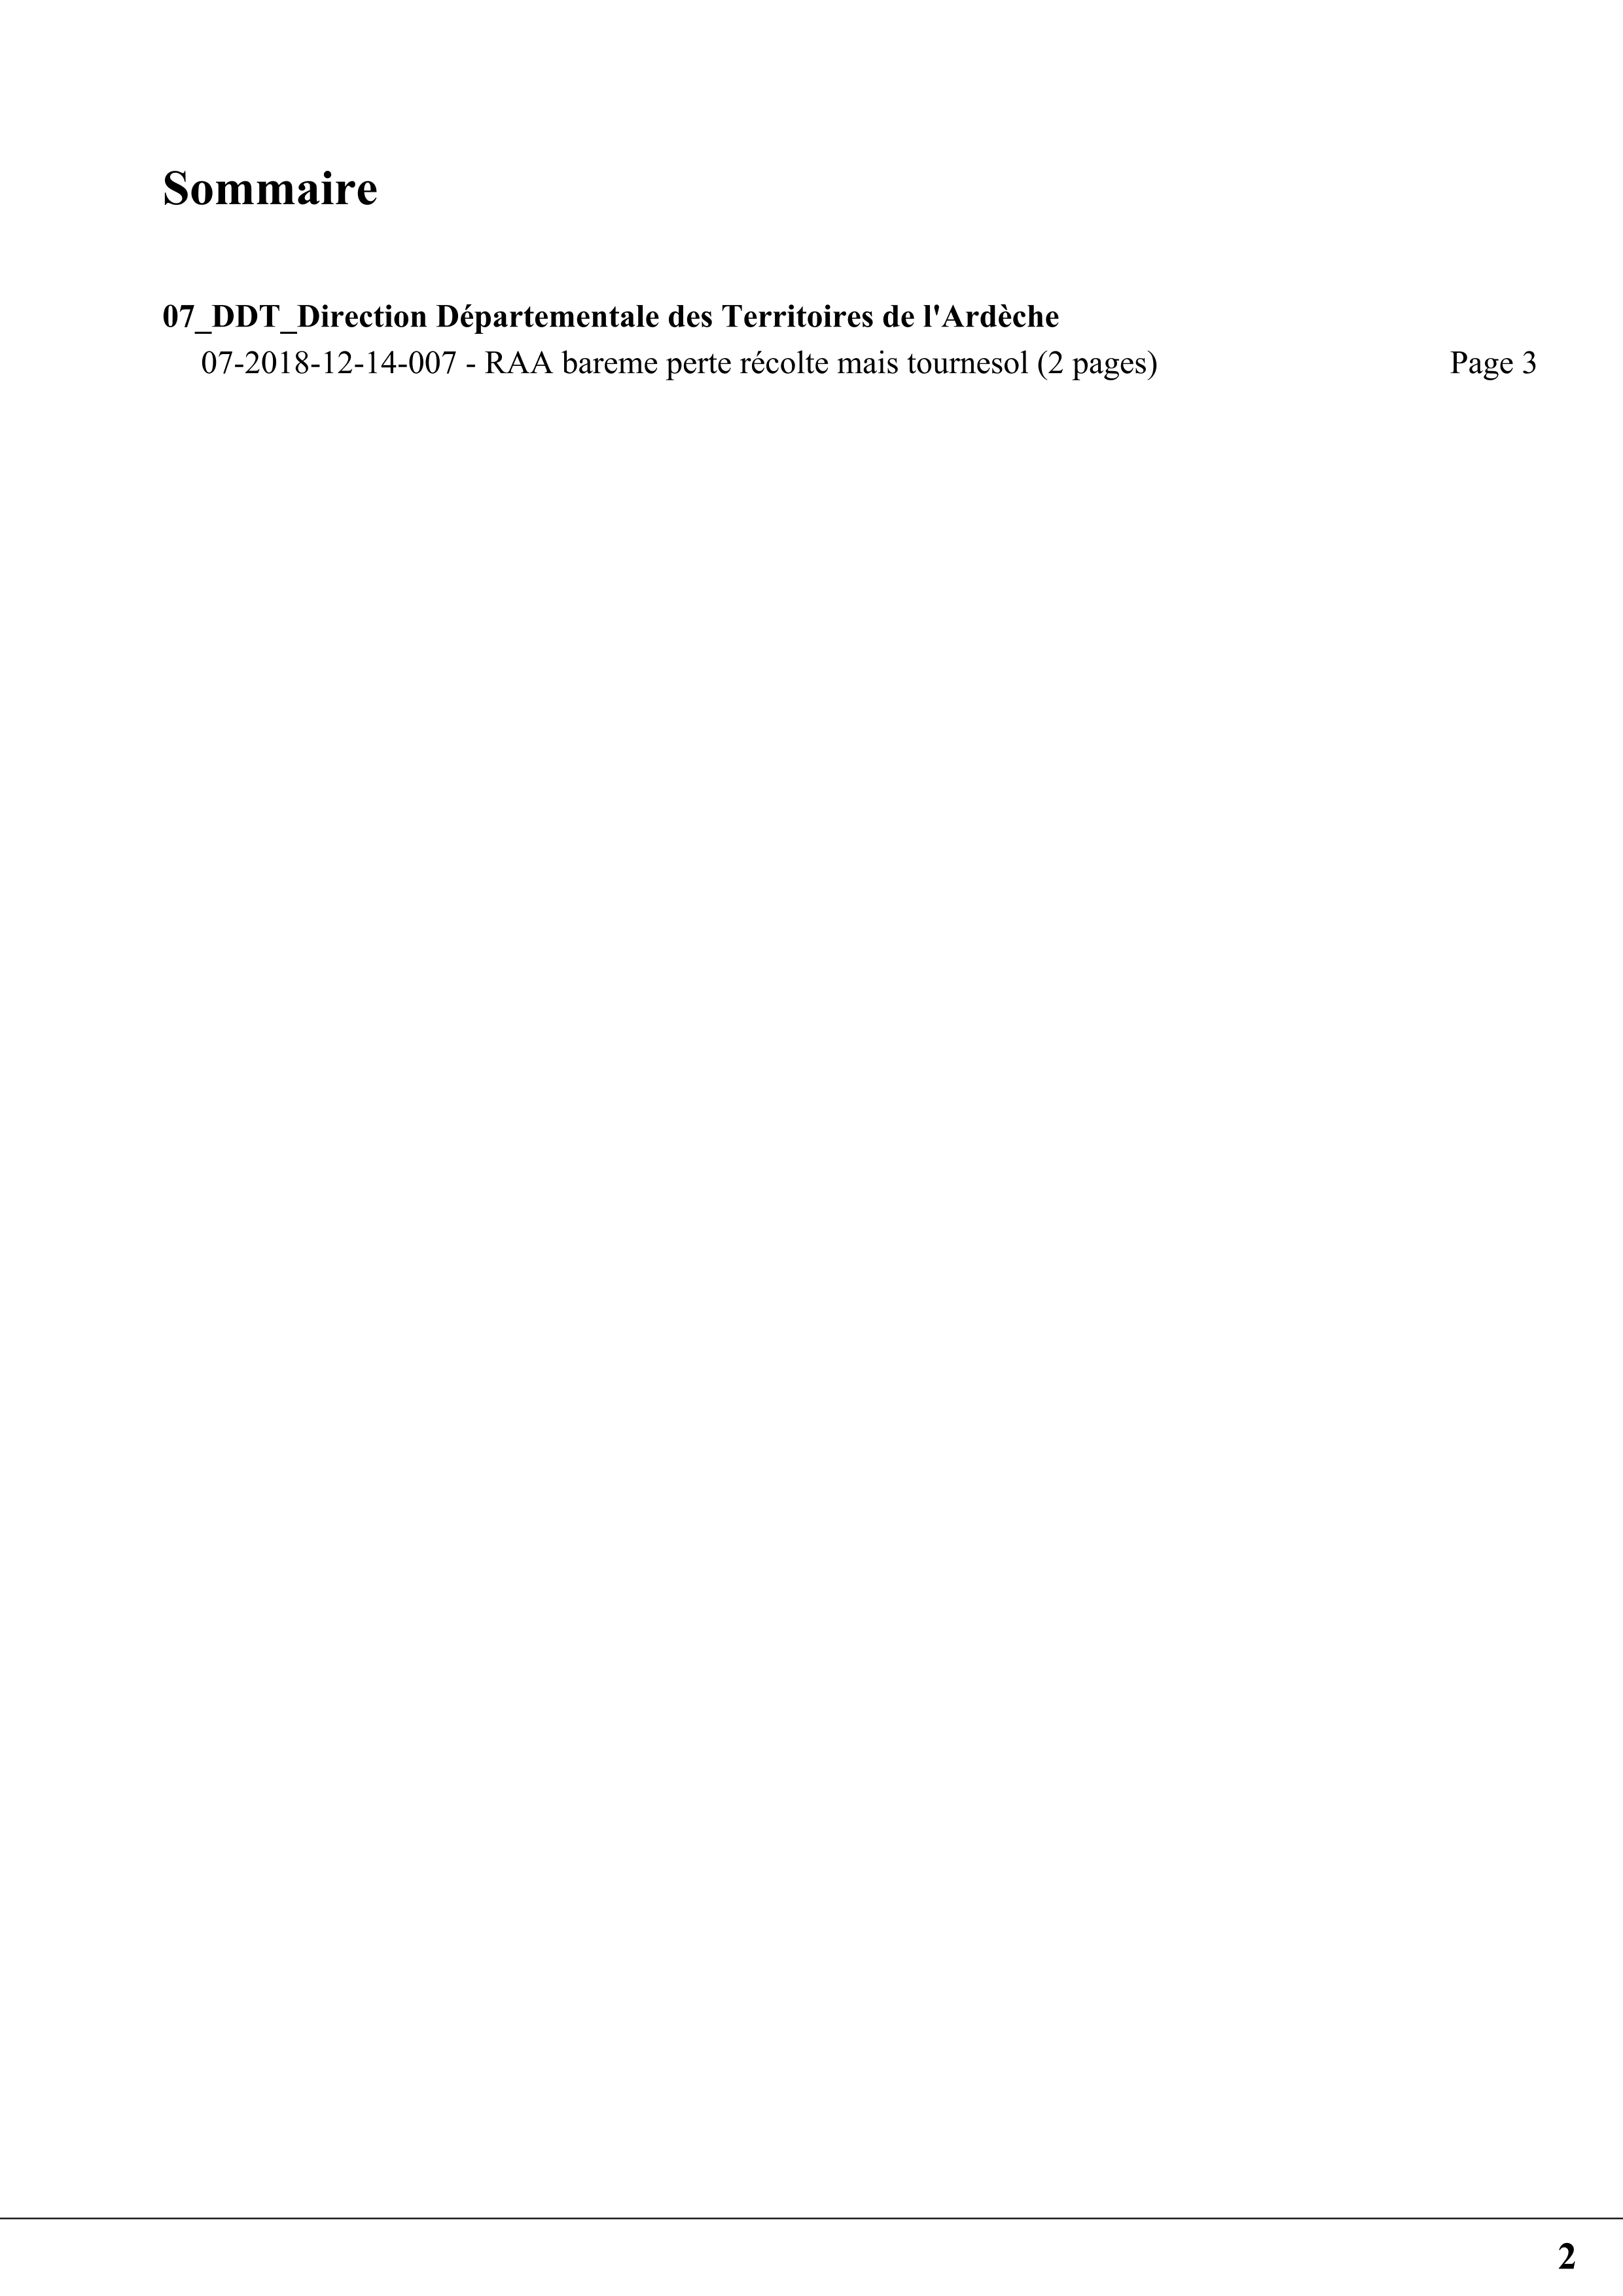 Sommaire
07_DDT_Direction Départementale des Territoires de l'Ardèche
07-2018-12-14-007 - RAA bareme perte récolte mais tournesol (2 pages) Page 3
2